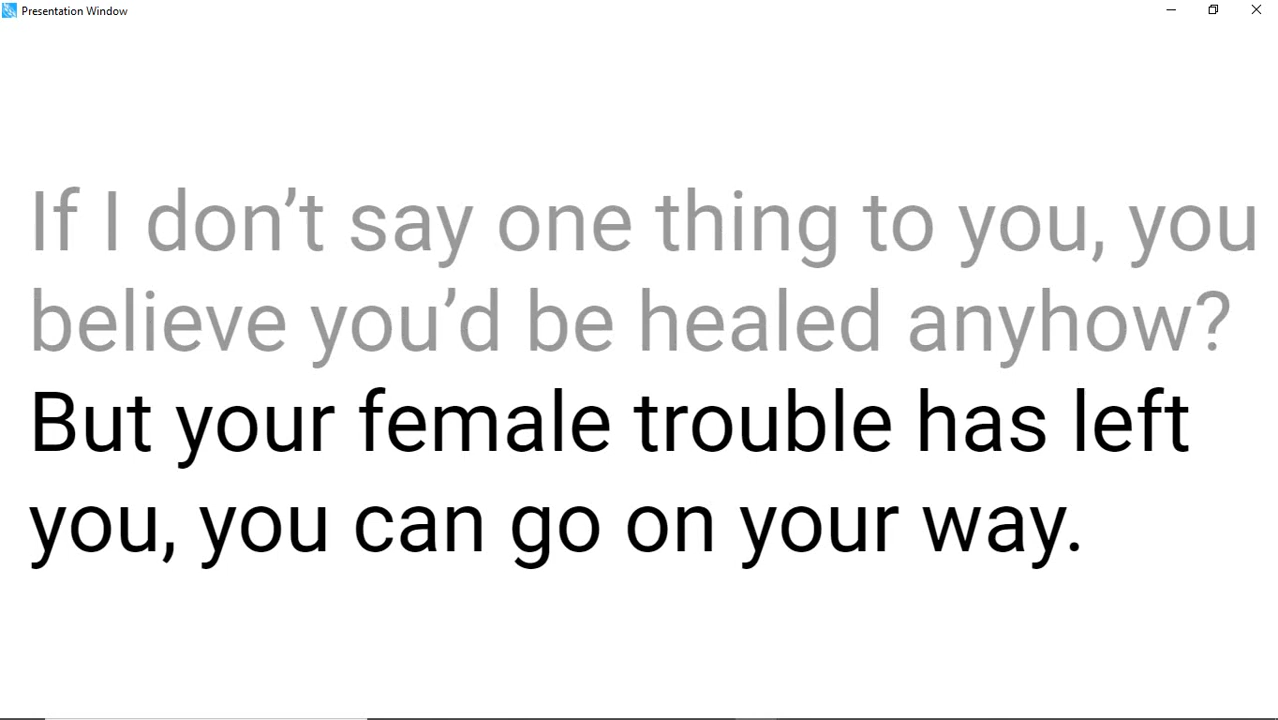 Presentation Window
If I don’t say one thing to you, you
believe you’d be healed anyhow?
But your female trouble has left
you, you can go on your way.